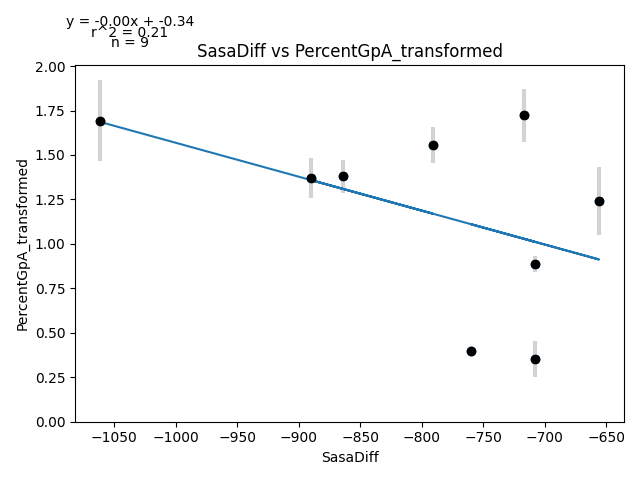 y = -0.00x + -0.34
r^2 = 0.21
n = 9
SasaDiff vs PercentGpA_transformed
2.00
1.75
1.50
1.25
1.00
0.75
0.50
0.25
0.00
PercentGpA_transformed
−1050 −1000 −950 −900 −850 −800 −750 −700 −650
SasaDiff